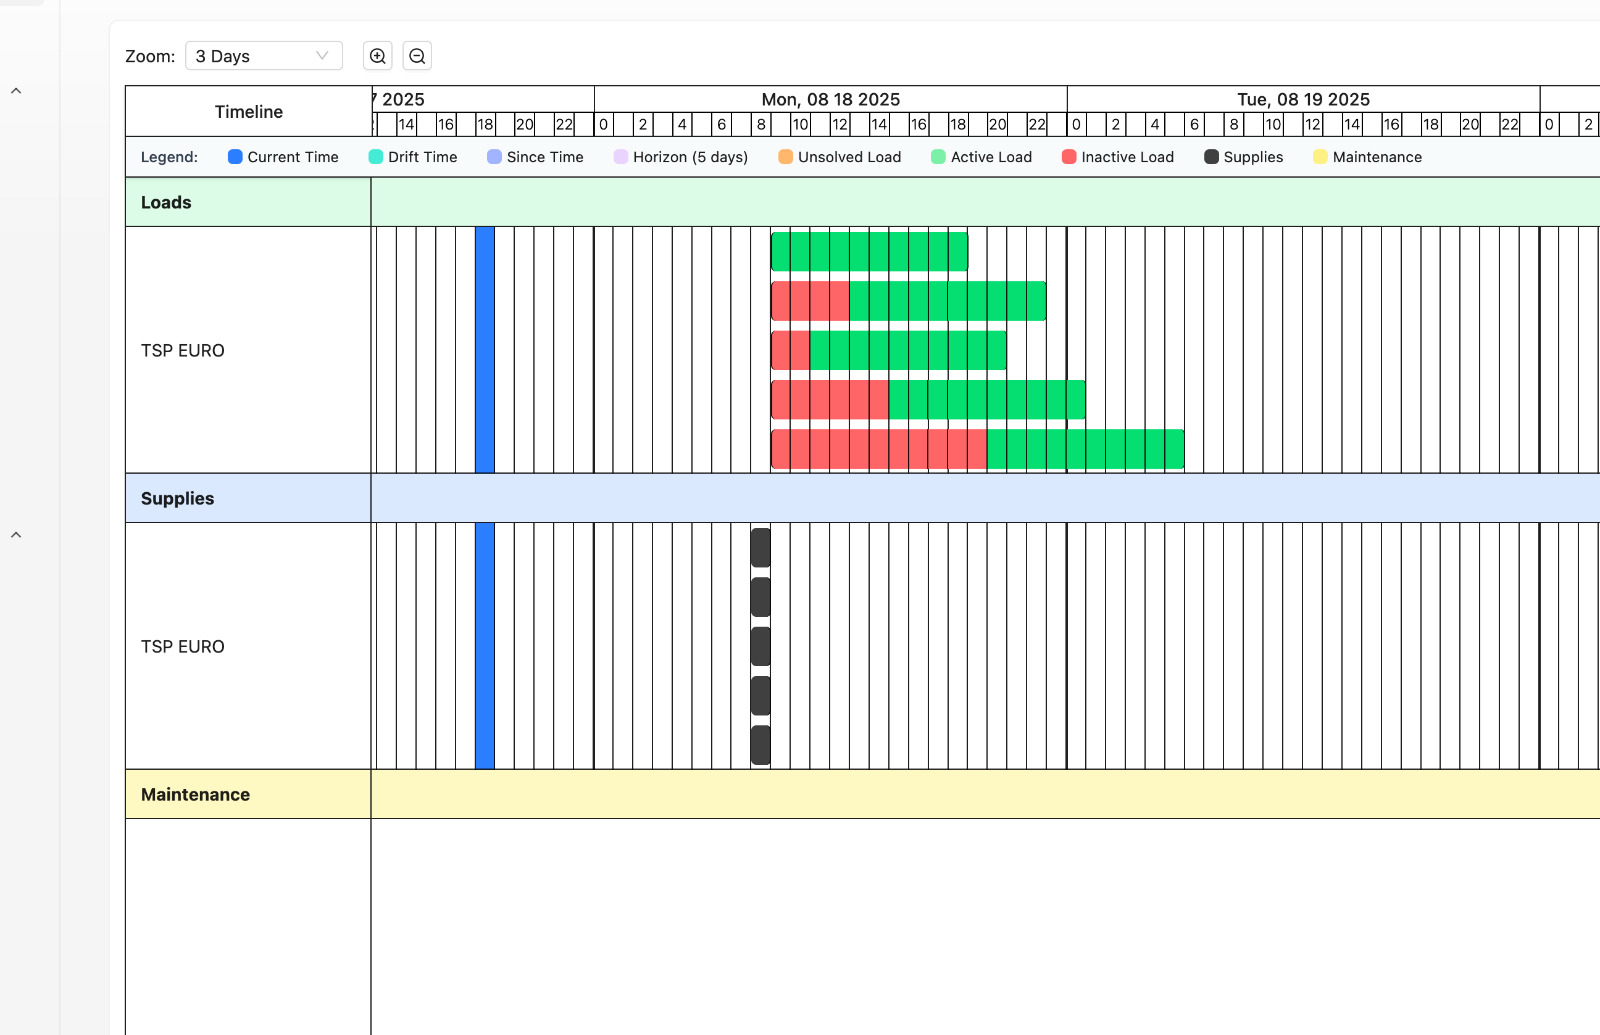 Zoom: 3 Days
Timeline
7 2025 Mon, 08 18 2025 Tue, 08 19 2025
14 16 18 20 22 0 2 4 6 8 10 12 14 16 18 20 22 0 2 4 6 8 10 12 14 16 18 20 22 0 2
Legend: Current Time Drift Time Since Time Horizon (5 days) Unsolved Load Active Load Inactive Load Supplies Maintenance
Loads
TSP EURO
Supplies
TSP EURO
Maintenance